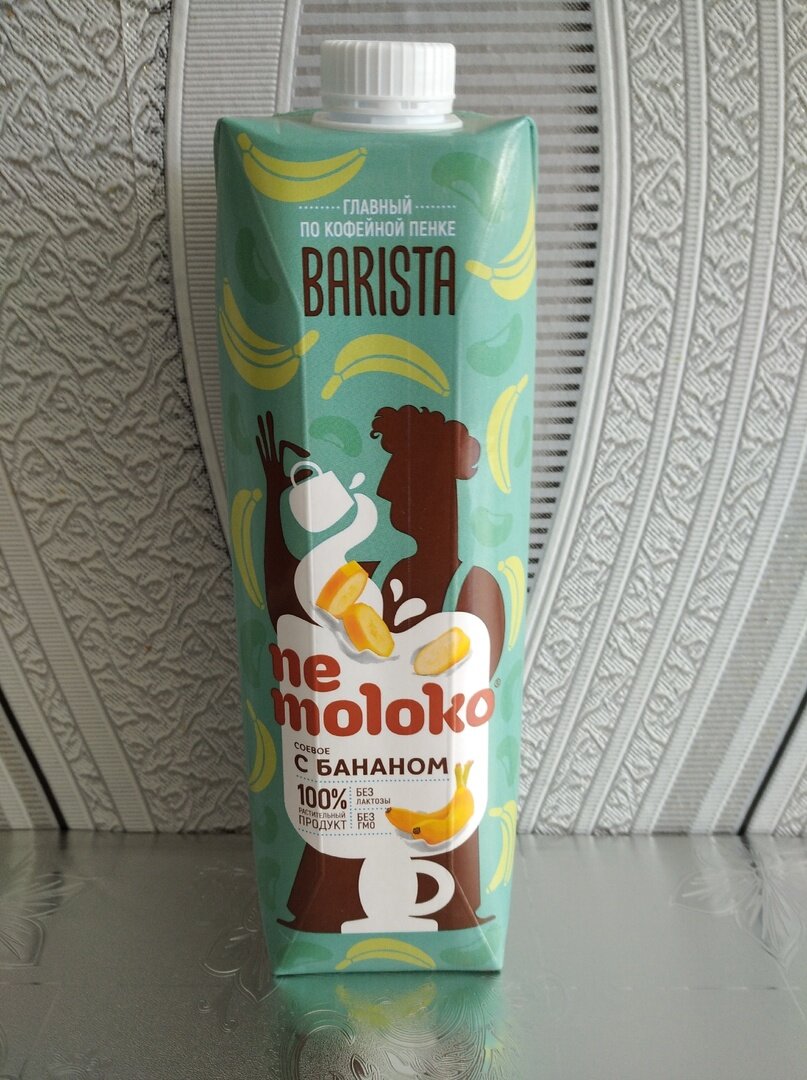 ГЛАВНЫЙ
ПО КОФЕЙНОЙ ПЕНКЕ
BARISTA
ne
moloko®
СОЕВОЕ
С БАНАНОМ
100%
РАСТИТЕЛЬНЫЙ
ПРОДУКТ
БЕЗ
ЛАКТОЗЫ
БЕЗ
ГМО